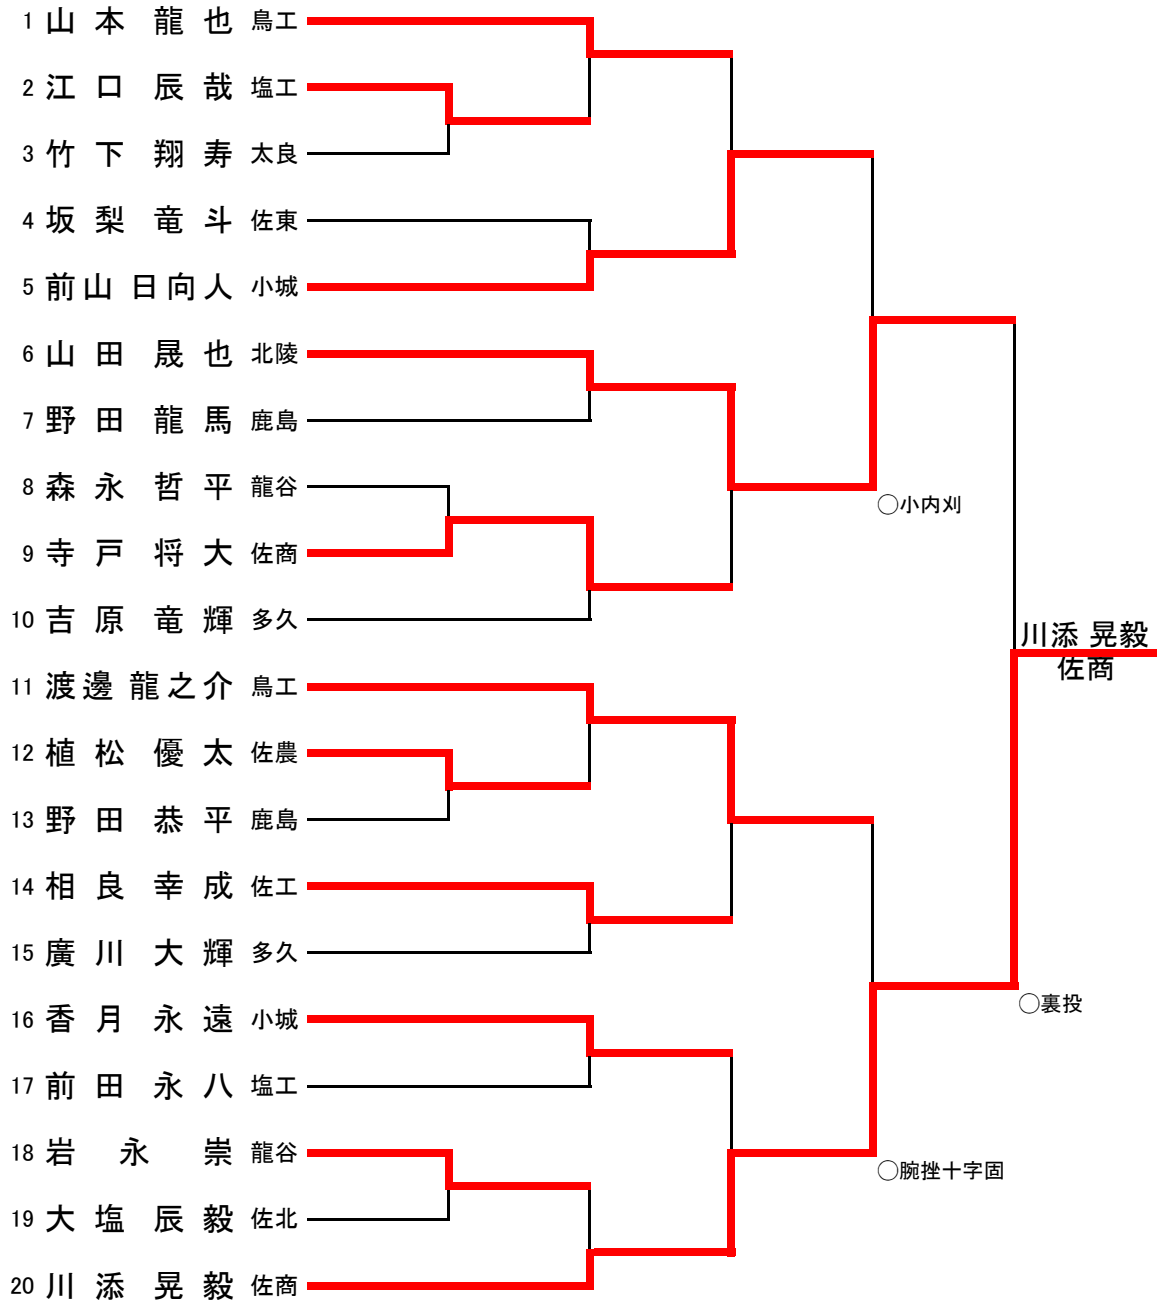 1 山本 龍也 鳥工
2 江口 辰哉 塩工
3 竹下 翔寿 太良
4 坂梨 竜斗 佐東
5 前山 日向人 小城
6 山田 晟也 北陵
7 野田 龍馬 鹿島
8 森永 哲平 龍谷
○小内刈
9 寺戸 将大 佐商
10 吉原 竜輝 多久
川添 晃毅
佐商
11 渡邊 龍之介 鳥工
12 植松 優太 佐農
13 野田 恭平 鹿島
14 相良 幸成 佐工
15 廣川 大輝 多久
○裏投
16 香月 永遠 小城
17 前田 永八 塩工
18 岩永 崇 龍谷
○腕挫十字固
19 大塩 辰毅 佐北
20 川添 晃毅 佐商